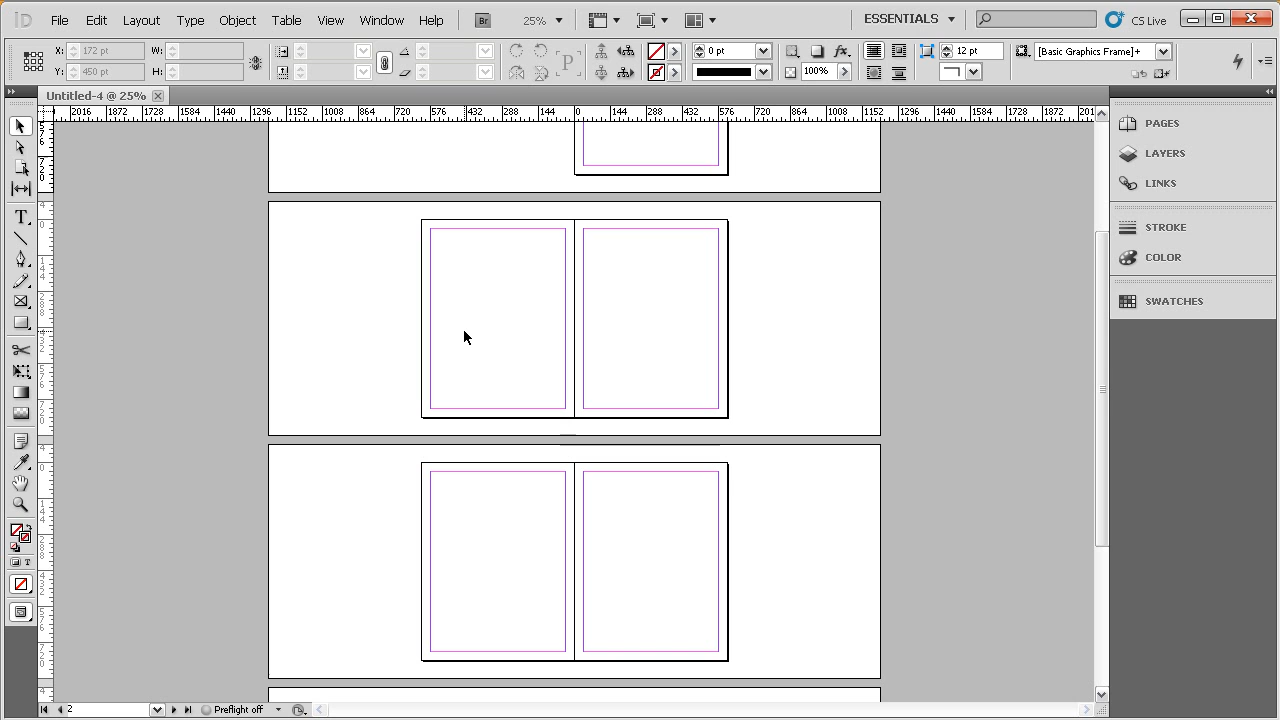 iD File Edit Layout Type Object Table View Window Help Br 25% ESSENTIALS CS Live
X: 172 pt W: 0 pt 12 pt [Basic Graphics Frame]+
Y: 450 pt H: P fx. 100%
Untitled-4 @ 25%
2016 1872 1728 1584 1440 1296 1152 1008 864 720 576 432 288 144 0 144 288 432 576 720 864 1008 1152 1296 1440 1584 1728 1872 201
PAGES
LAYERS
LINKS
STROKE
COLOR
SWATCHES
T
T
2 Preflight off